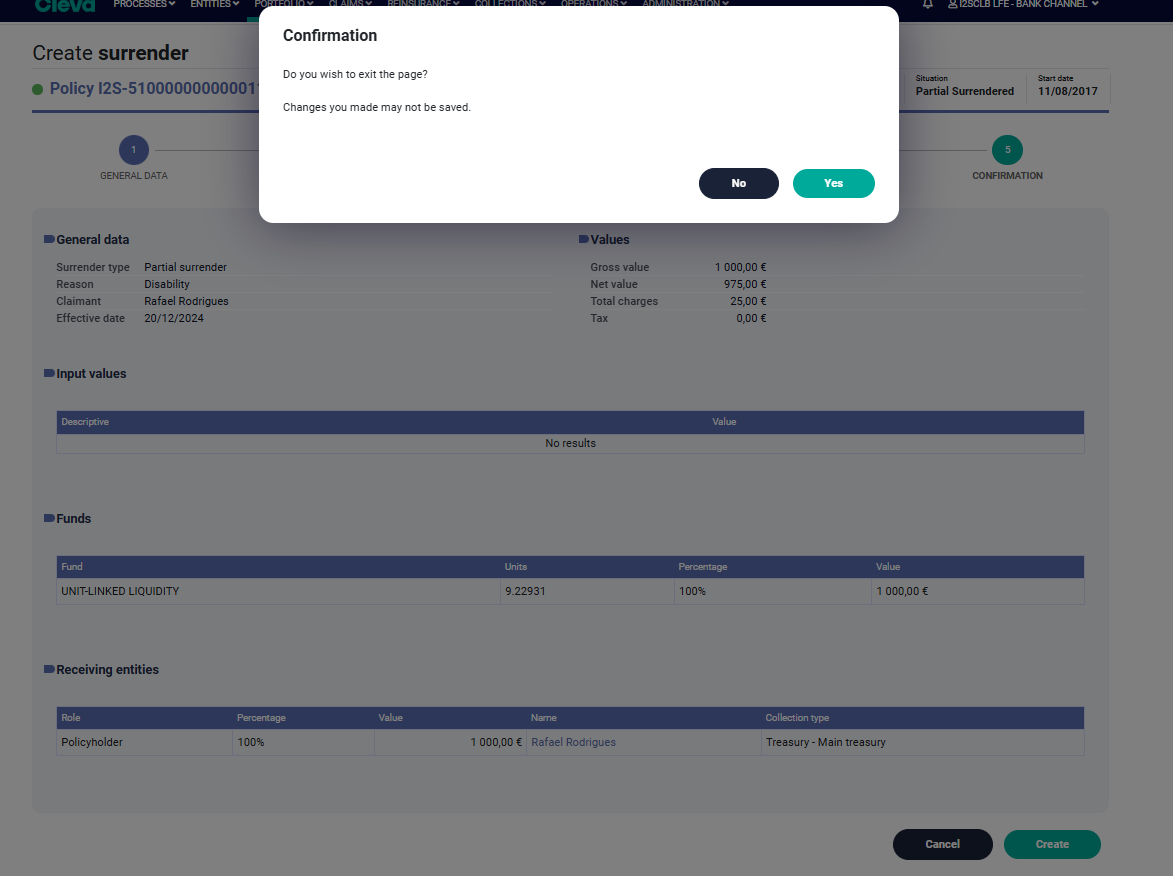 Cleva PROCESSES ENTITIES PORTFOLIO CLAIMS REINSURANCE COLLECTIONS OPERATIONS ADMINISTRATION I2SCLB LFE - BANK CHANNEL
Confirmation
Do you wish to exit the page?
Changes you made may not be saved.
No Yes
Create surrender
Policy
Situation Start date
Partial Surrendered 11/08/2017
1 5
GENERAL DATA CONFIRMATION
General data Values
Surrender type Partial surrender Gross value 1 000,00 €
Reason Disability Net value 975,00 €
Claimant Rafael Rodrigues Total charges 25,00 €
Effective date 20/12/2024 Tax 0,00 €
Input values
Descriptive Value
No results
Funds
Fund Units Percentage Value
UNIT-LINKED LIQUIDITY 9.22931 100% 1 000,00 €
Receiving entities
Role Percentage Value Name Collection type
Policyholder 100% 1 000,00 € Rafael Rodrigues Treasury - Main treasury
Cancel Create